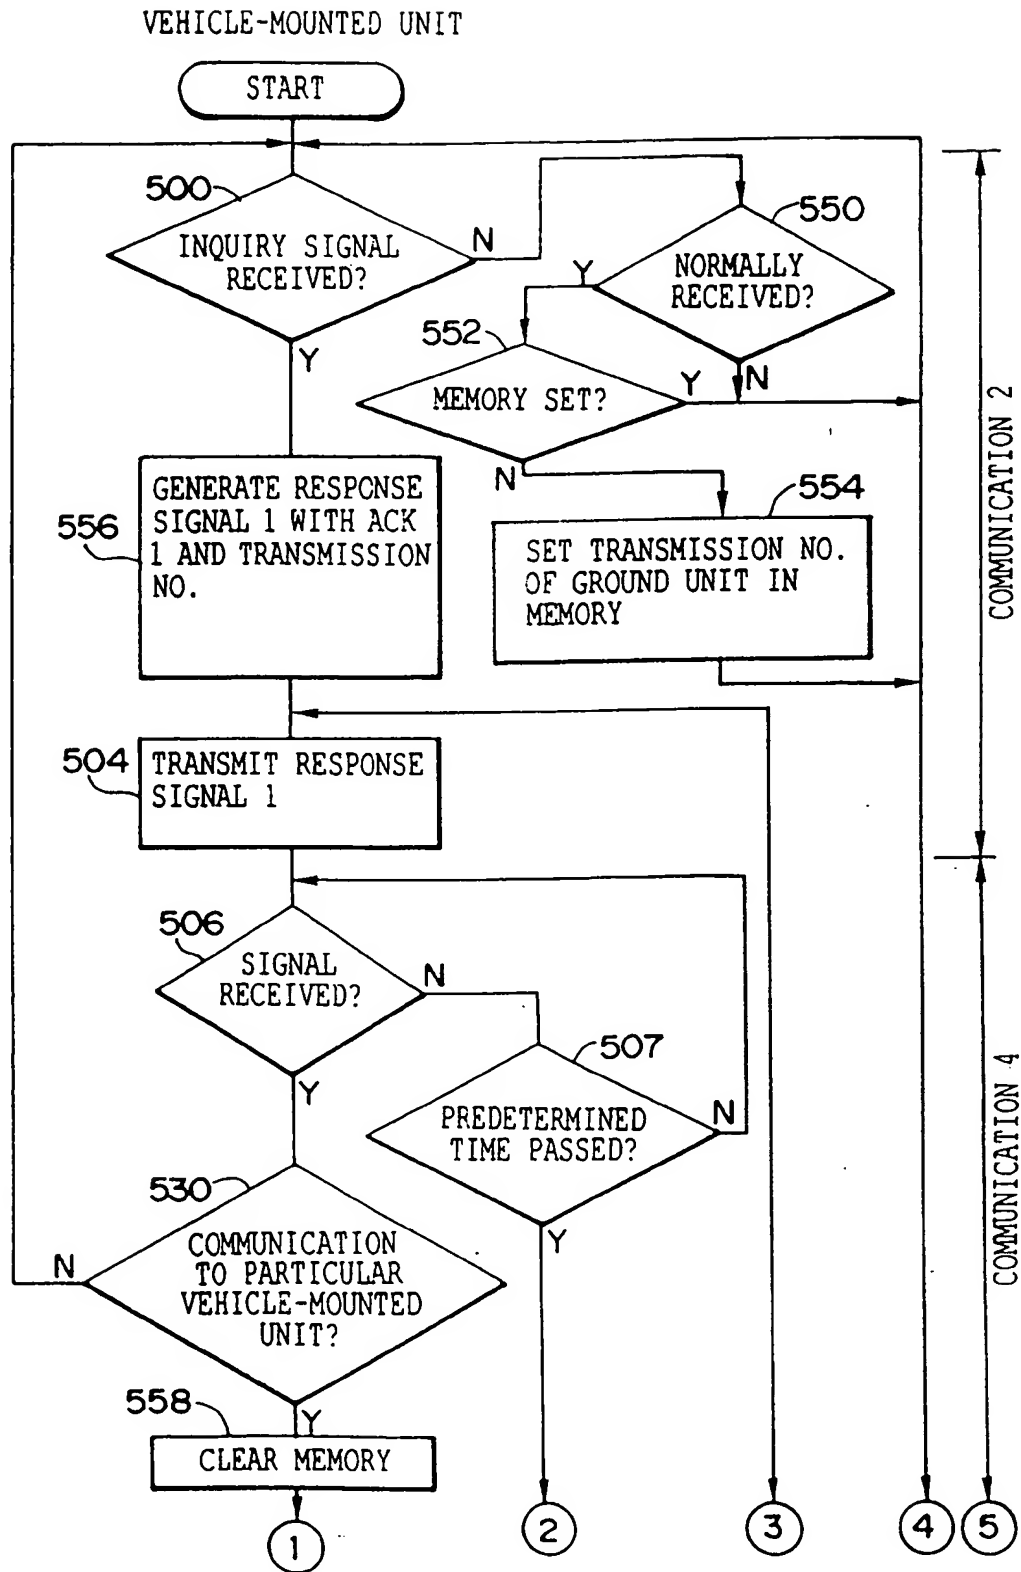 VEHICLE-MOUNTED UNIT
START
500
INQUIRY SIGNAL
RECEIVED?
N
Y
550
NORMALLY
RECEIVED?
Y
N
552
MEMORY SET?
Y
N
556
GENERATE RESPONSE
SIGNAL 1 WITH ACK
1 AND TRANSMISSION
NO.
554
SET TRANSMISSION NO.
OF GROUND UNIT IN
MEMORY
COMMUNICATION 2
504
TRANSMIT RESPONSE
SIGNAL 1
506
SIGNAL
RECEIVED?
N
Y
507
PREDETERMINED
TIME PASSED?
N
Y
530
COMMUNICATION
TO PARTICULAR
VEHICLE-MOUNTED
UNIT?
N
Y
COMMUNICATION 4
558
CLEAR MEMORY
1
2
3
4
5